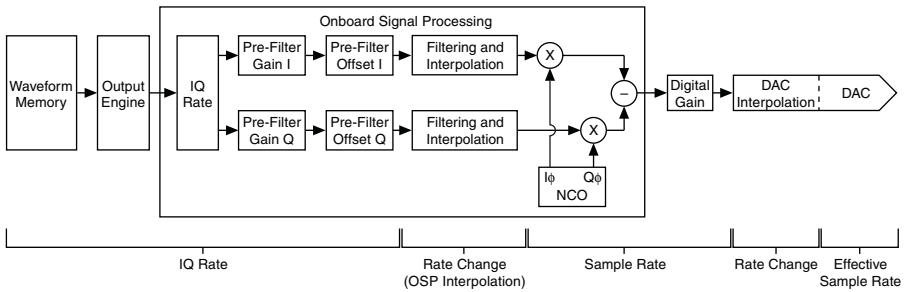 Onboard Signal Processing
Waveform
Memory
Output
Engine
IQ
Rate
Pre-Filter
Gain I
Pre-Filter
Offset I
Filtering and
Interpolation
X
Pre-Filter
Gain Q
Pre-Filter
Offset Q
Filtering and
Interpolation
X
–
Iϕ Qϕ
NCO
Digital
Gain
DAC
Interpolation
DAC
IQ Rate
Rate Change
(OSP Interpolation)
Sample Rate
Rate Change
Effective
Sample Rate